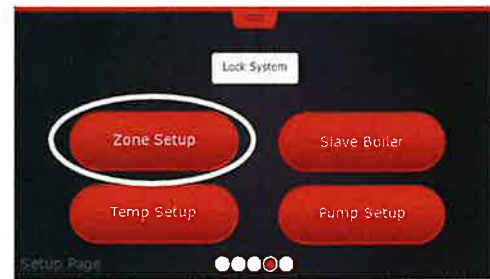 Lock System
Zone Setup
Slave Boiler
Temp Setup
Pump Setup
Setup Page